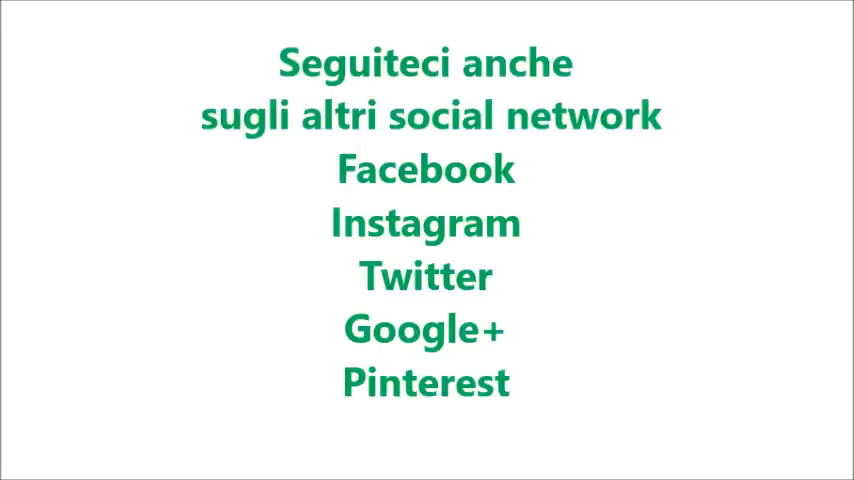 Seguiteci anche
sugli altri social network
Facebook
Instagram
Twitter
Google+
Pinterest